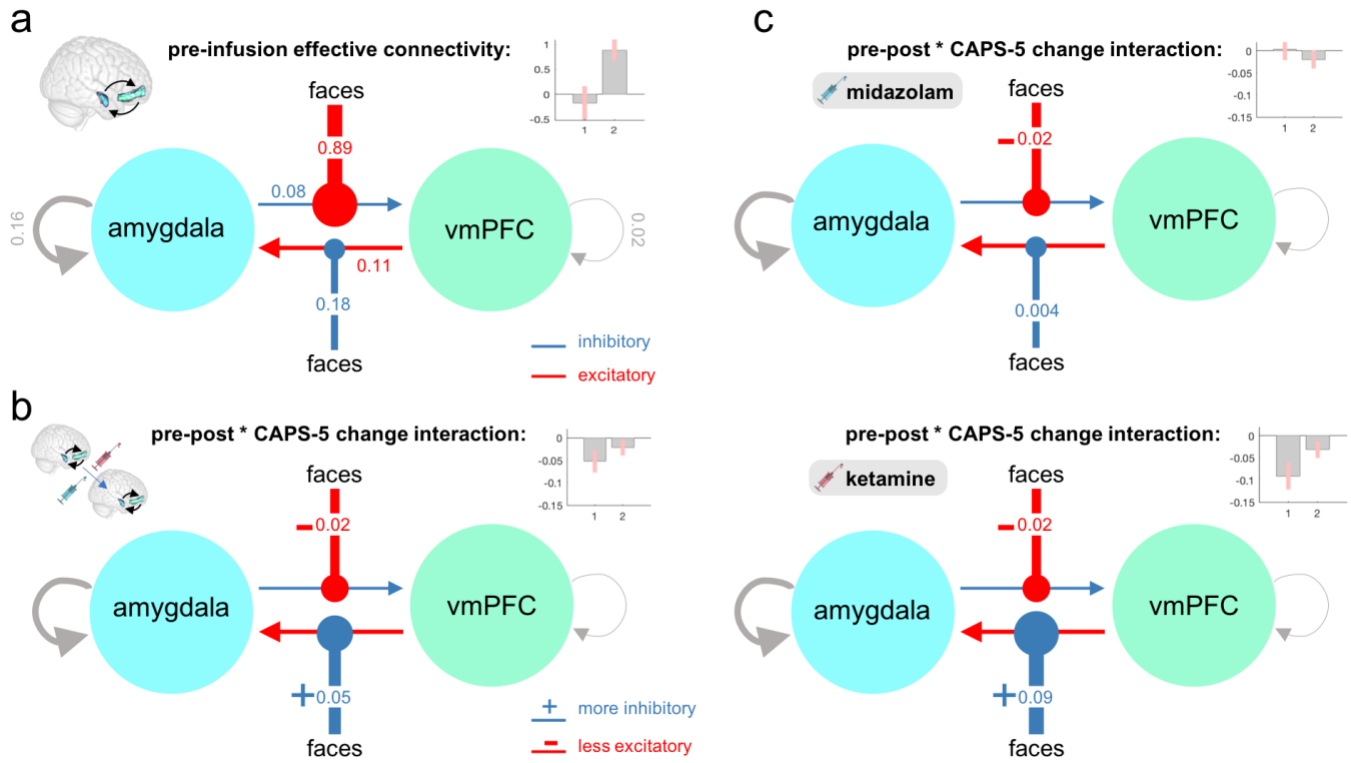 a
pre-infusion effective connectivity:
1
0.5
0
-0.5
1 2
faces
0.89
0.08
amygdala
vmPFC
0.16
0.02
0.11
0.18
faces
inhibitory
excitatory
b
pre-post * CAPS-5 change interaction:
0
-0.05
-0.1
-0.15
1 2
faces
-0.02
amygdala
vmPFC
+0.05
faces
+ more inhibitory
- less excitatory
c
pre-post * CAPS-5 change interaction:
midazolam
0
-0.05
-0.1
-0.15
1 2
faces
-0.02
amygdala
vmPFC
0.004
faces
pre-post * CAPS-5 change interaction:
ketamine
0
-0.05
-0.1
-0.15
1 2
faces
-0.02
amygdala
vmPFC
+0.09
faces